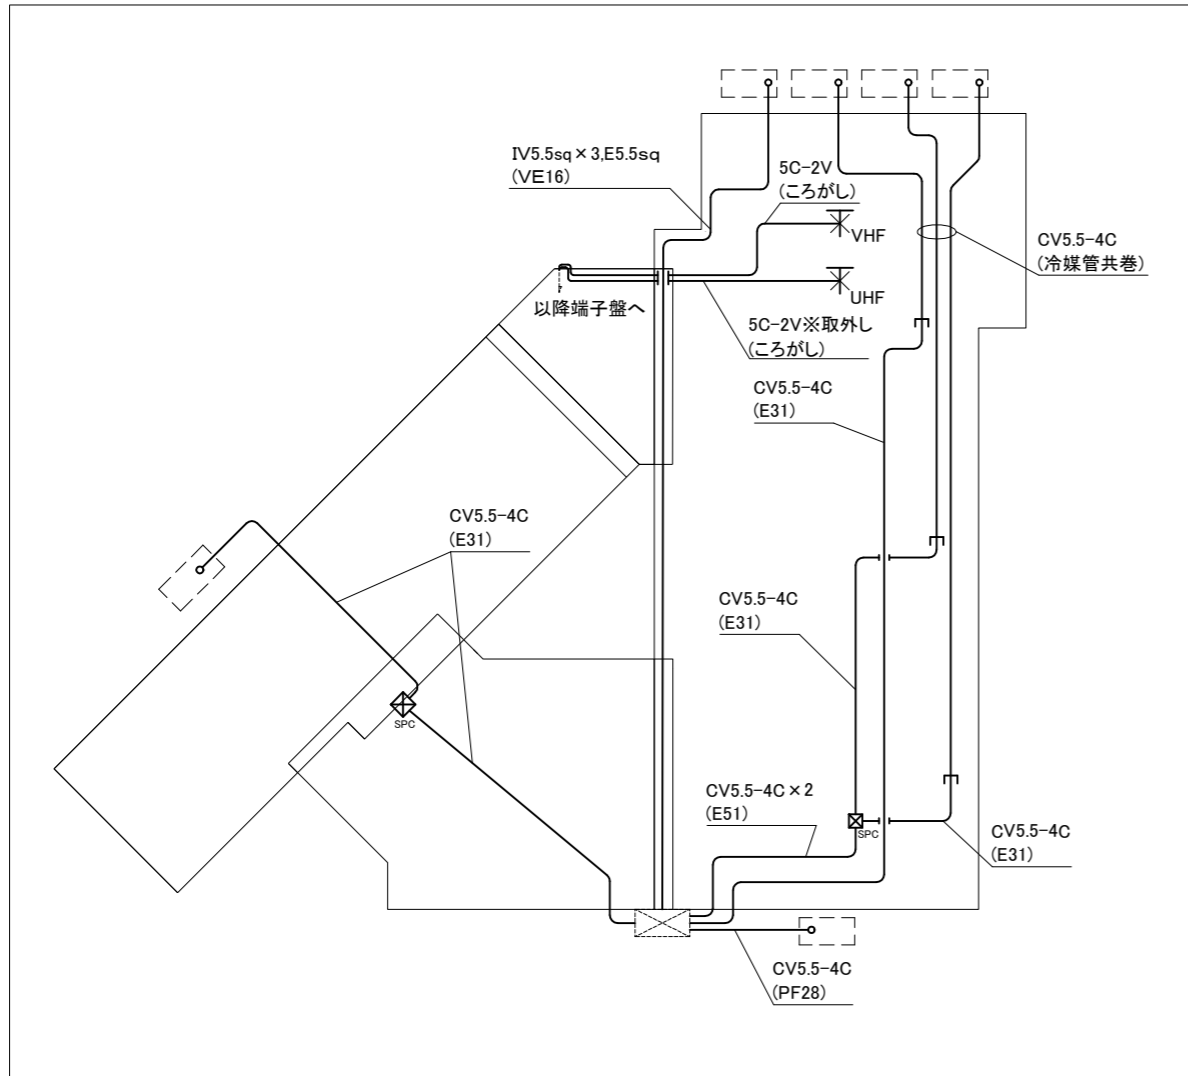 IV5.5sq×3,E5.5sq
(VE16)
5C-2V
(ころがし)
VHF
CV5.5-4C
(冷媒管共巻)
UHF
以降端子盤へ
5C-2V※取外し
(ころがし)
CV5.5-4C
(E31)
CV5.5-4C
(E31)
CV5.5-4C
(E31)
SPC
CV5.5-4C×2
(E51)
SPC
CV5.5-4C
(E31)
CV5.5-4C
(PF28)